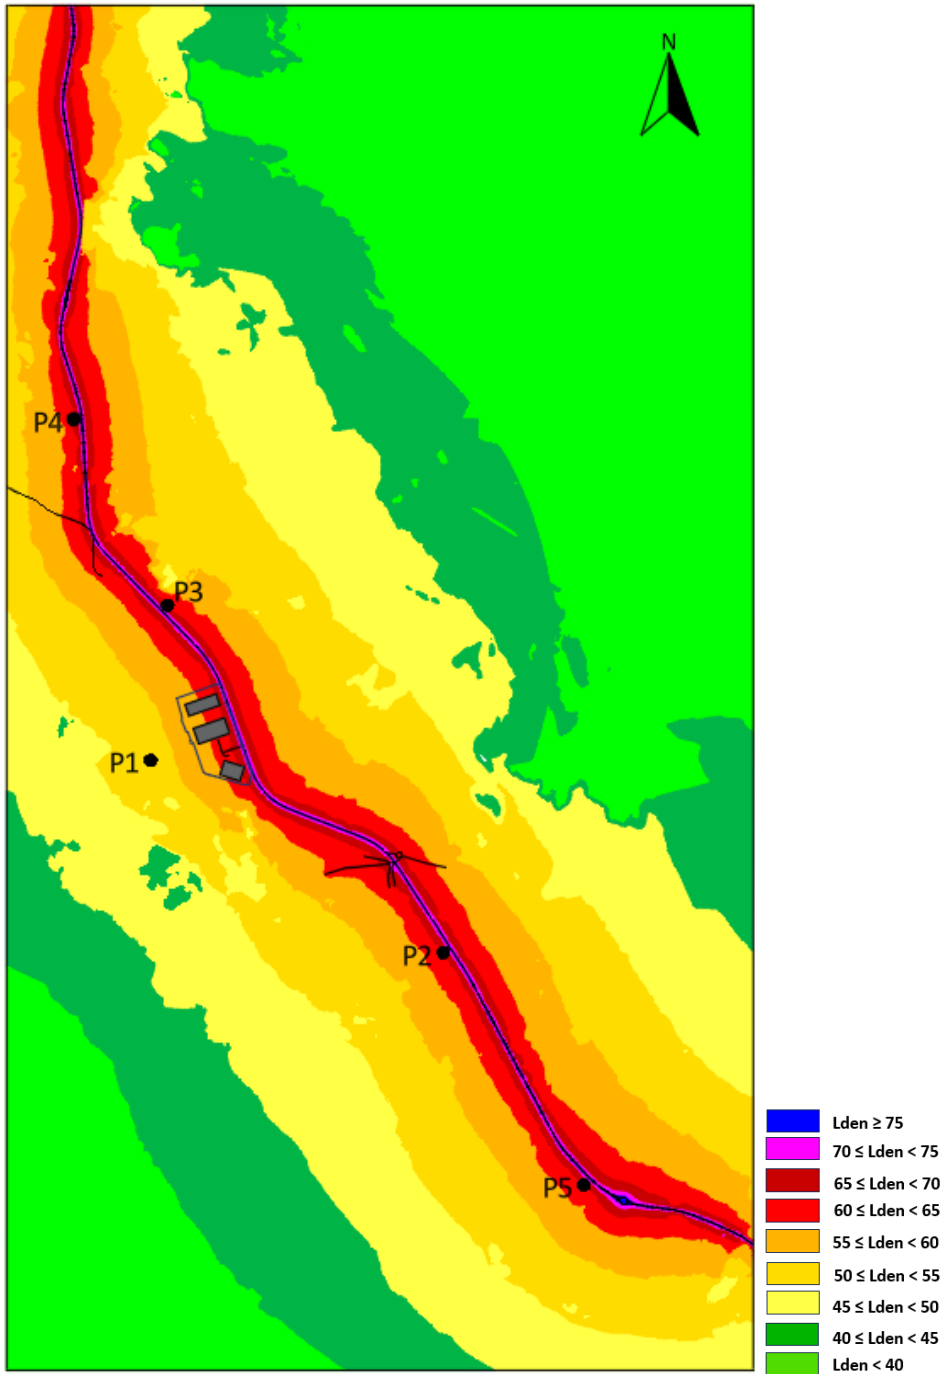 N
P4
P3
P1
P2
P5
Lden ≥ 75
70 ≤ Lden < 75
65 ≤ Lden < 70
60 ≤ Lden < 65
55 ≤ Lden < 60
50 ≤ Lden < 55
45 ≤ Lden < 50
40 ≤ Lden < 45
Lden < 40